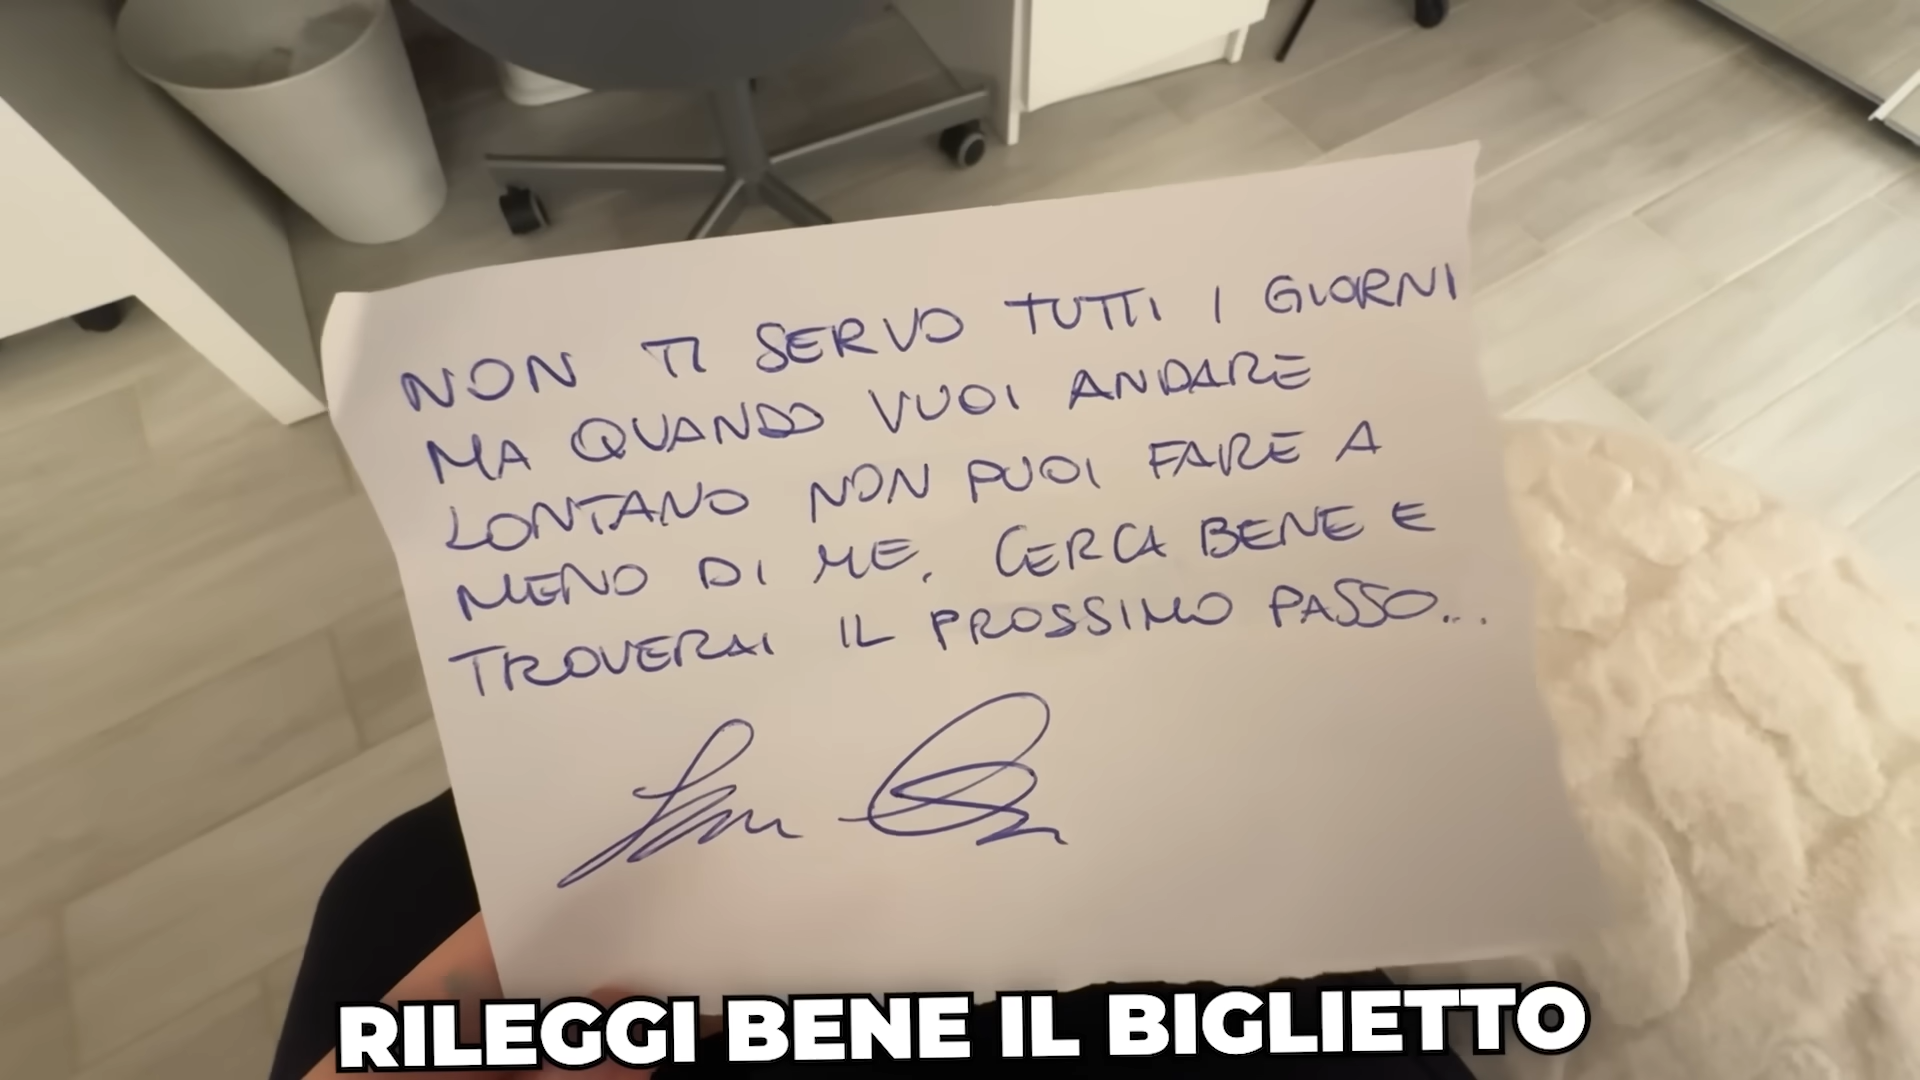 NON TI SERVO TUTTI I GIORNI
MA QUANDO VUOI ANDARE
LONTANO NON PUOI FARE A
MENO DI ME. CERCA BENE E
TROVERAI IL PROSSIMO PASSO...
RILEGGI BENE IL BIGLIETTO